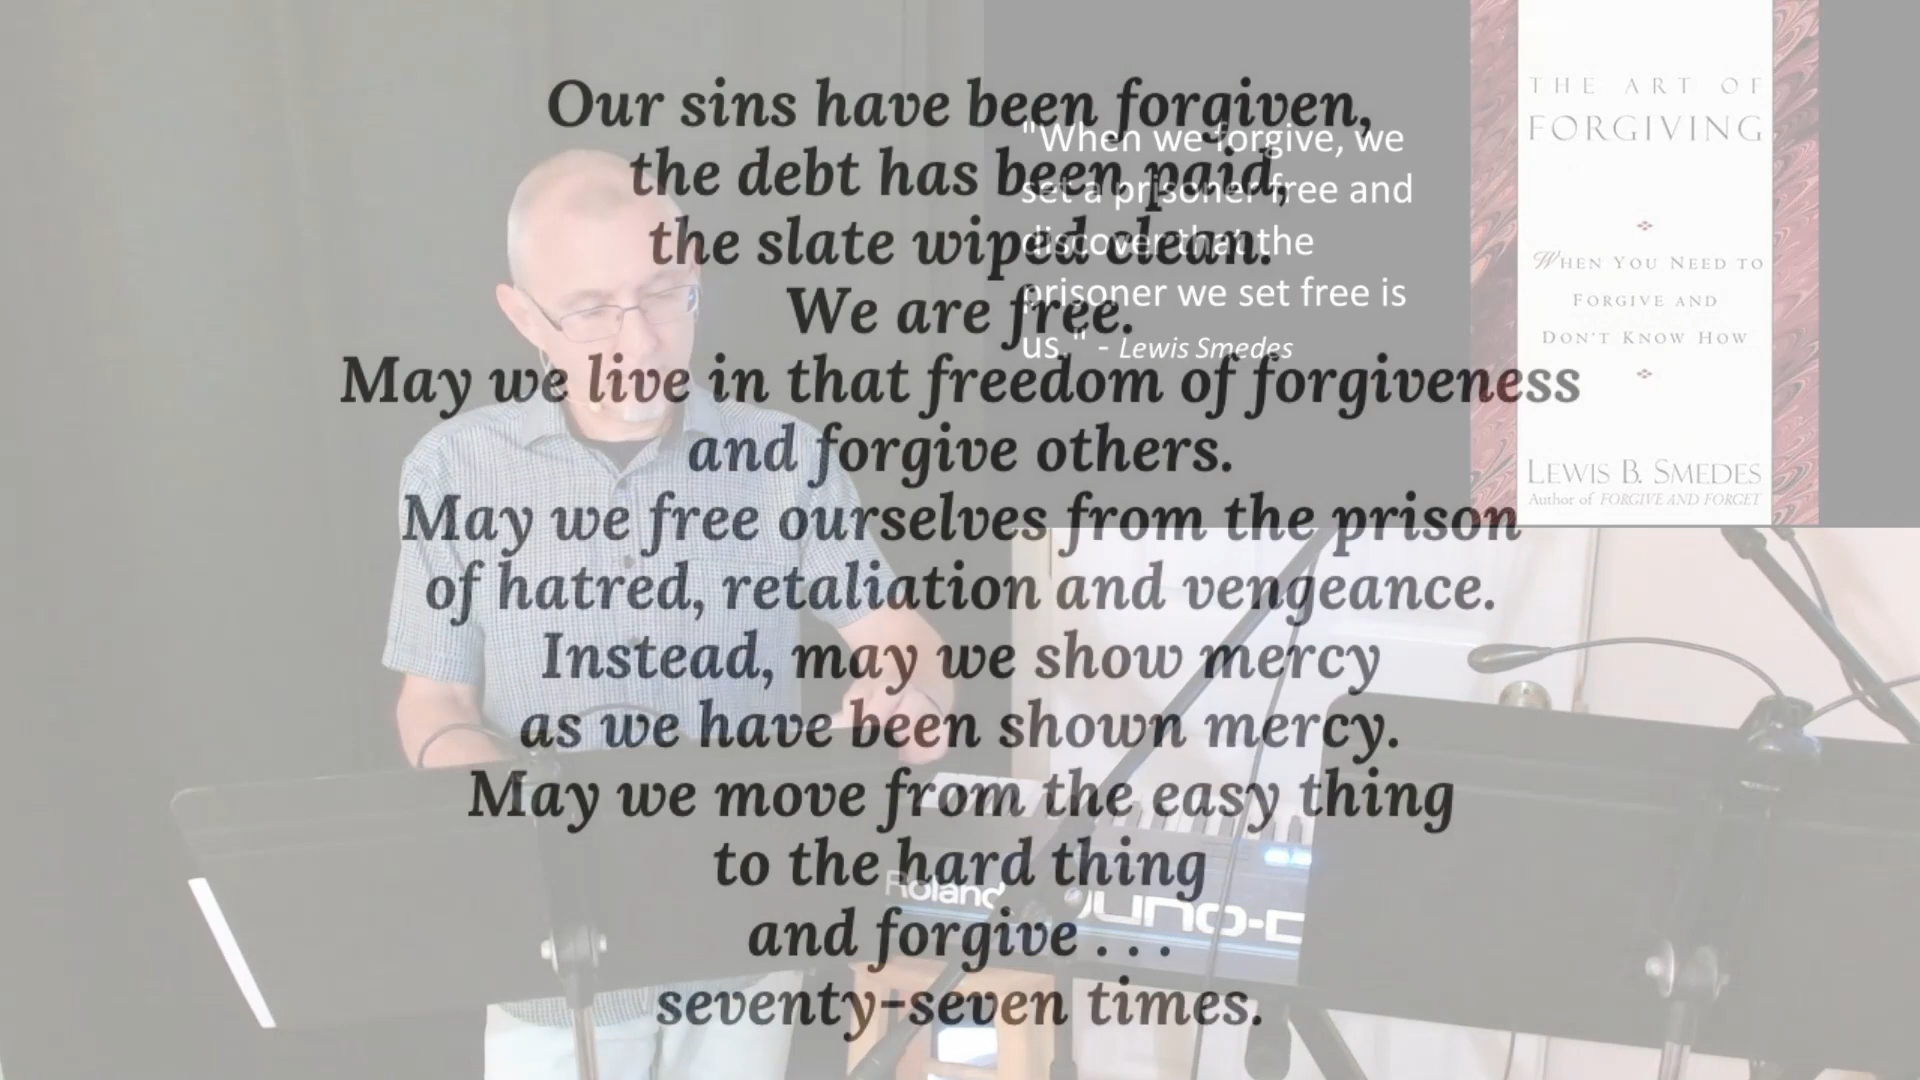 Our sins have been forgiven,
the debt has been paid,
the slate wiped clean.
We are free.
May we live in that freedom of forgiveness
and forgive others.
May we free ourselves from the prison
of hatred, retaliation and vengeance.
Instead, may we show mercy
as we have been shown mercy.
May we move from the easy thing
to the hard thing
and forgive . . .
seventy-seven times.
"When we forgive, we
set a prisoner free and
discover that the
prisoner we set free is
us." - Lewis Smedes
THE ART OF
FORGIVING
WHEN YOU NEED TO
FORGIVE AND
DON'T KNOW HOW
LEWIS B. SMEDES
Author of FORGIVE AND FORGET
Roland